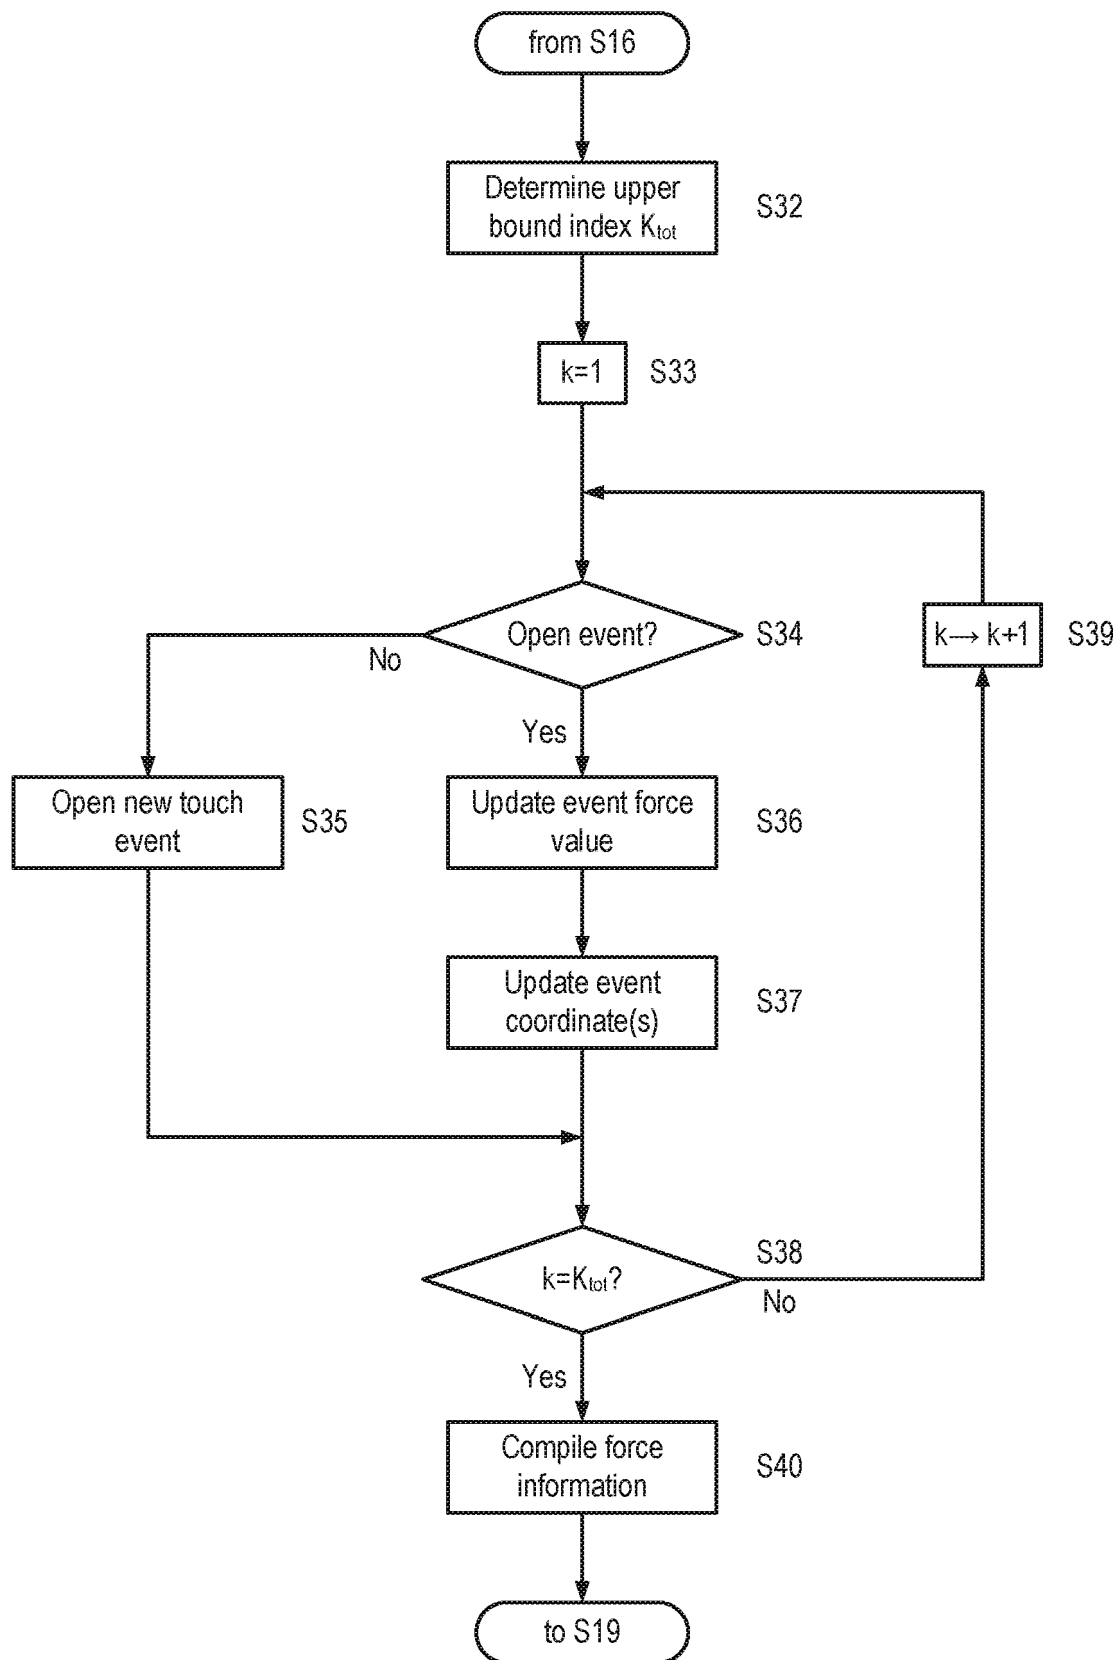 from S16
Determine upper
bound index Ktot
S32
k=1
S33
Open event?
S34
k→ k+1
S39
No
Yes
Open new touch
event
S35
Update event force
value
S36
Update event
coordinate(s)
S37
k=Ktot?
S38
No
Yes
Compile force
information
S40
to S19